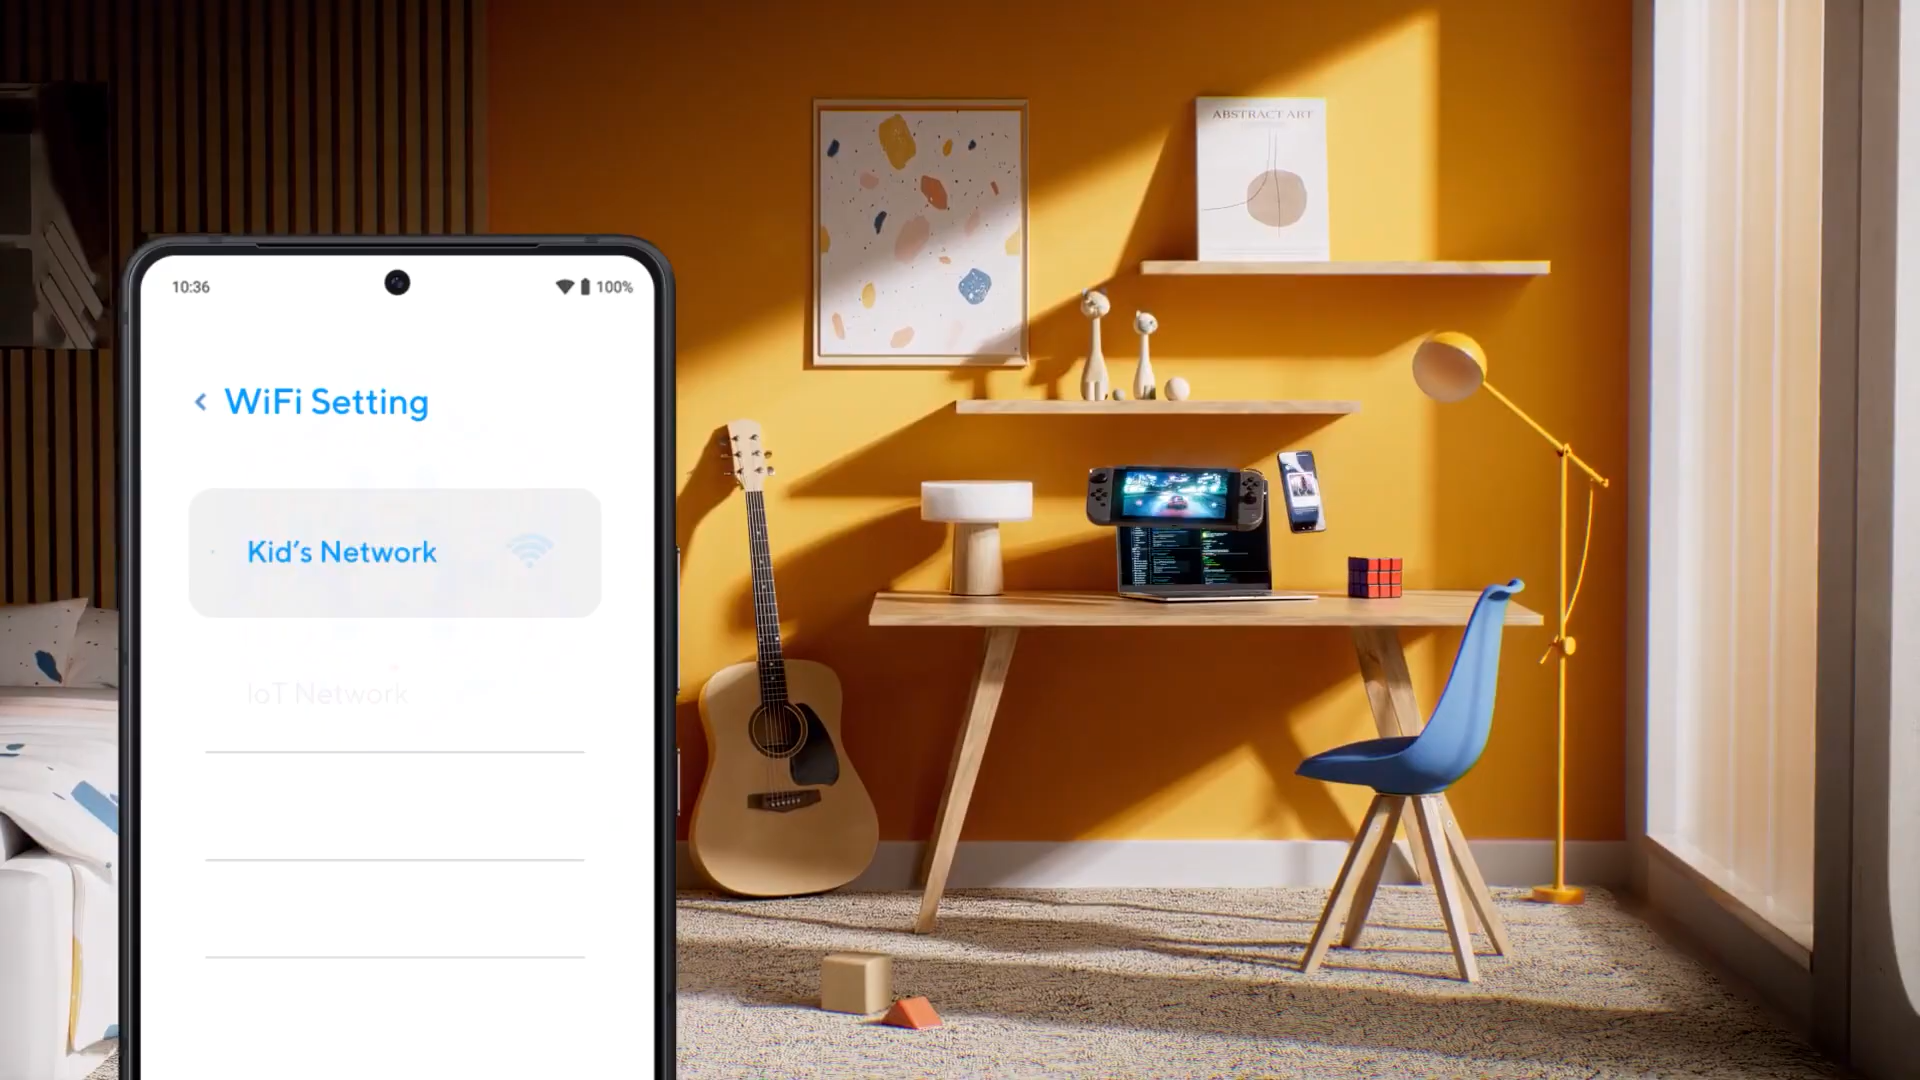 10:36
100%
WiFi Setting
Kid's Network
IoT Network
ABSTRACT ART